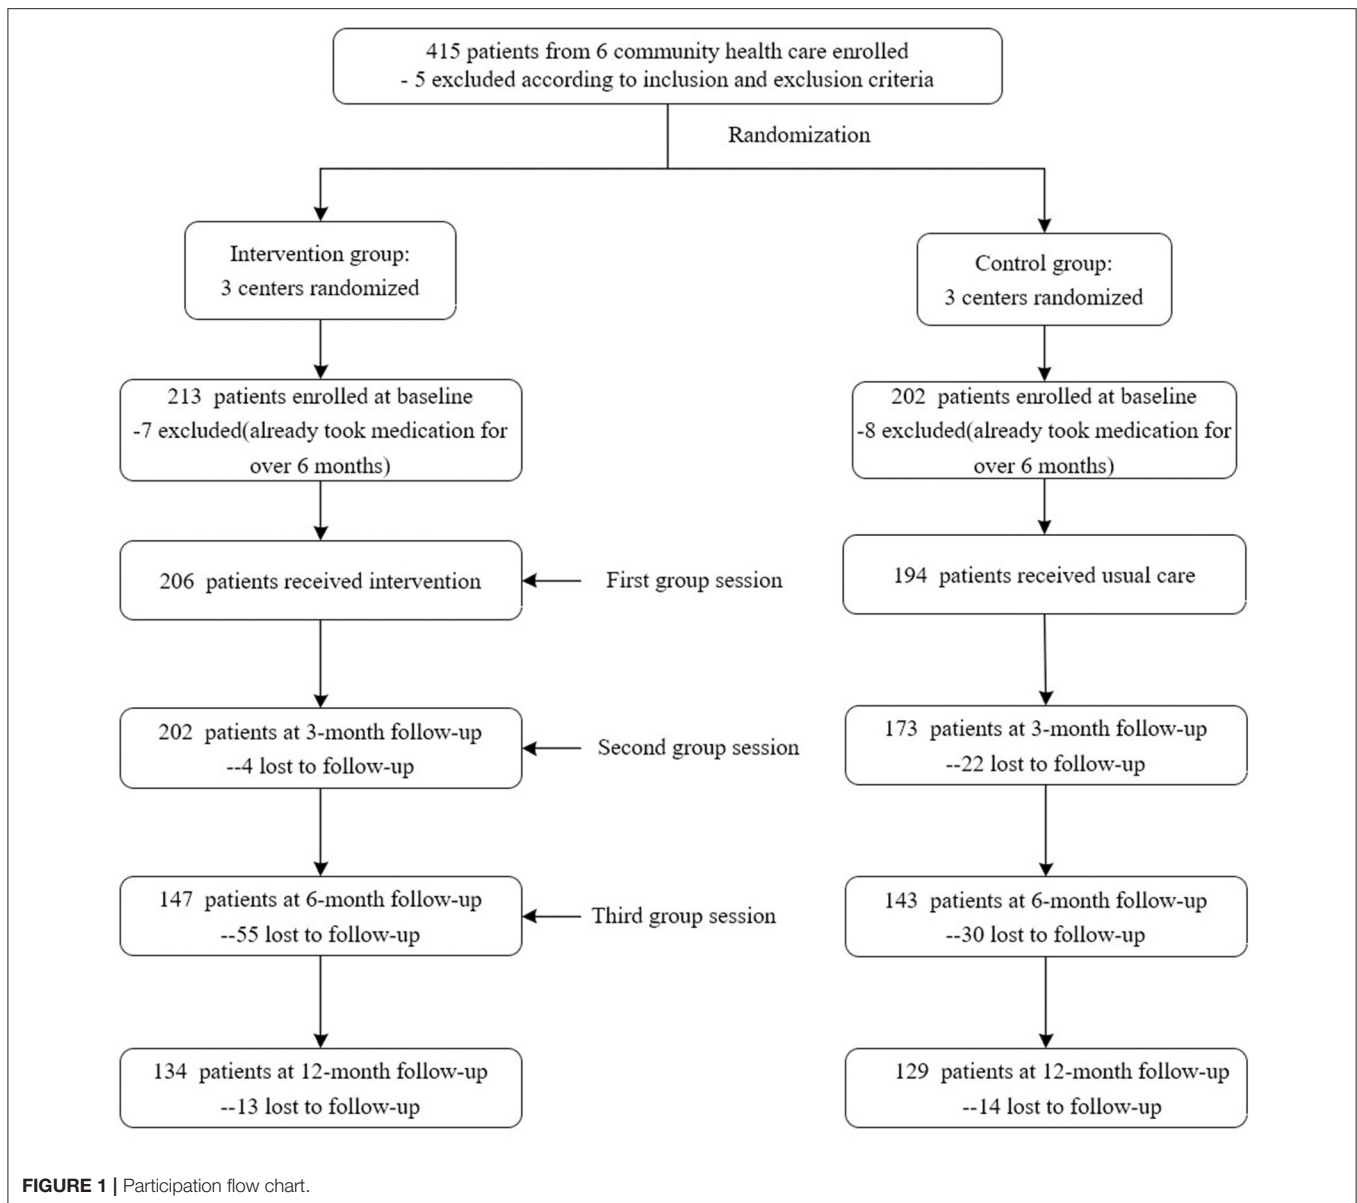 415 patients from 6 community health care enrolled
- 5 excluded according to inclusion and exclusion criteria
Randomization
Intervention group:
3 centers randomized
Control group:
3 centers randomized
213 patients enrolled at baseline
-7 excluded(already took medication for
over 6 months)
202 patients enrolled at baseline
-8 excluded(already took medication for
over 6 months)
206 patients received intervention
First group session
194 patients received usual care
202 patients at 3-month follow-up
--4 lost to follow-up
Second group session
173 patients at 3-month follow-up
--22 lost to follow-up
147 patients at 6-month follow-up
--55 lost to follow-up
Third group session
143 patients at 6-month follow-up
--30 lost to follow-up
134 patients at 12-month follow-up
--13 lost to follow-up
129 patients at 12-month follow-up
--14 lost to follow-up
FIGURE 1 | Participation flow chart.